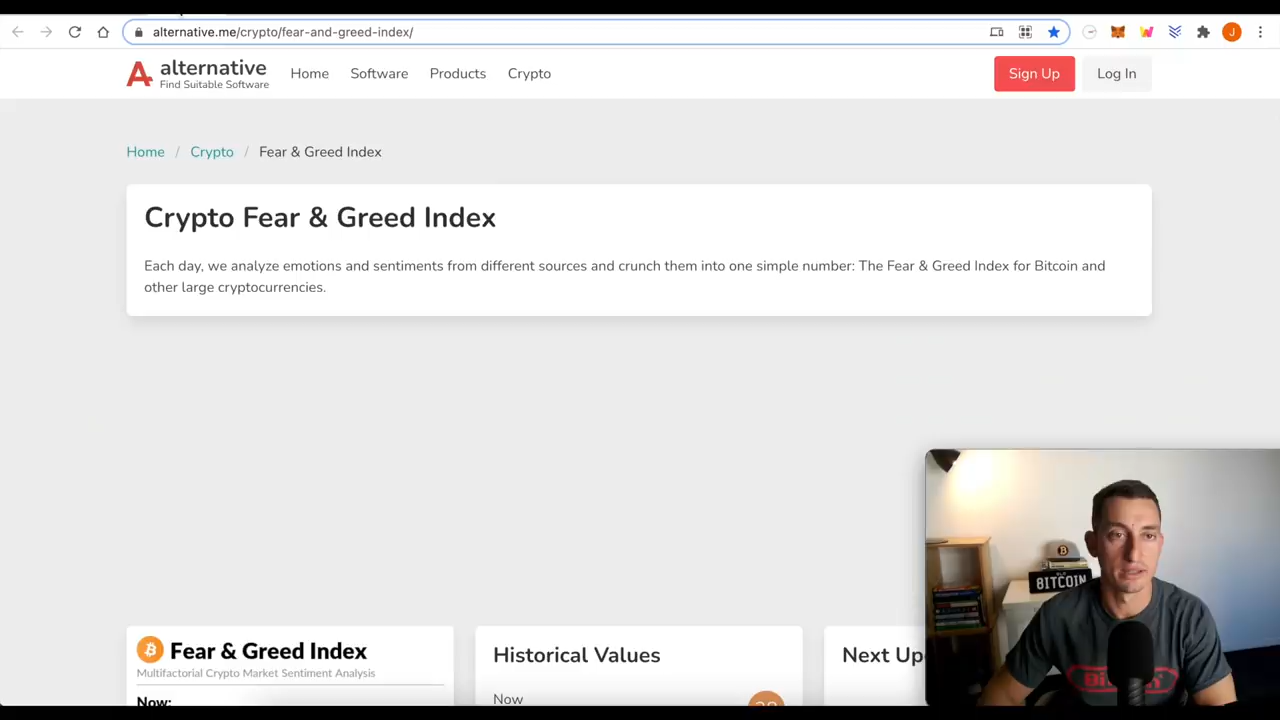 alternative.me/crypto/fear-and-greed-index/
J
alternative
Find Suitable Software
Home
Software
Products
Crypto
Sign Up
Log In
Home / Crypto / Fear & Greed Index
Crypto Fear & Greed Index
Each day, we analyze emotions and sentiments from different sources and crunch them into one simple number: The Fear & Greed Index for Bitcoin and
other large cryptocurrencies.
Fear & Greed Index
Multifactorial Crypto Market Sentiment Analysis
Now:
Historical Values
Now
Next
BITCOIN